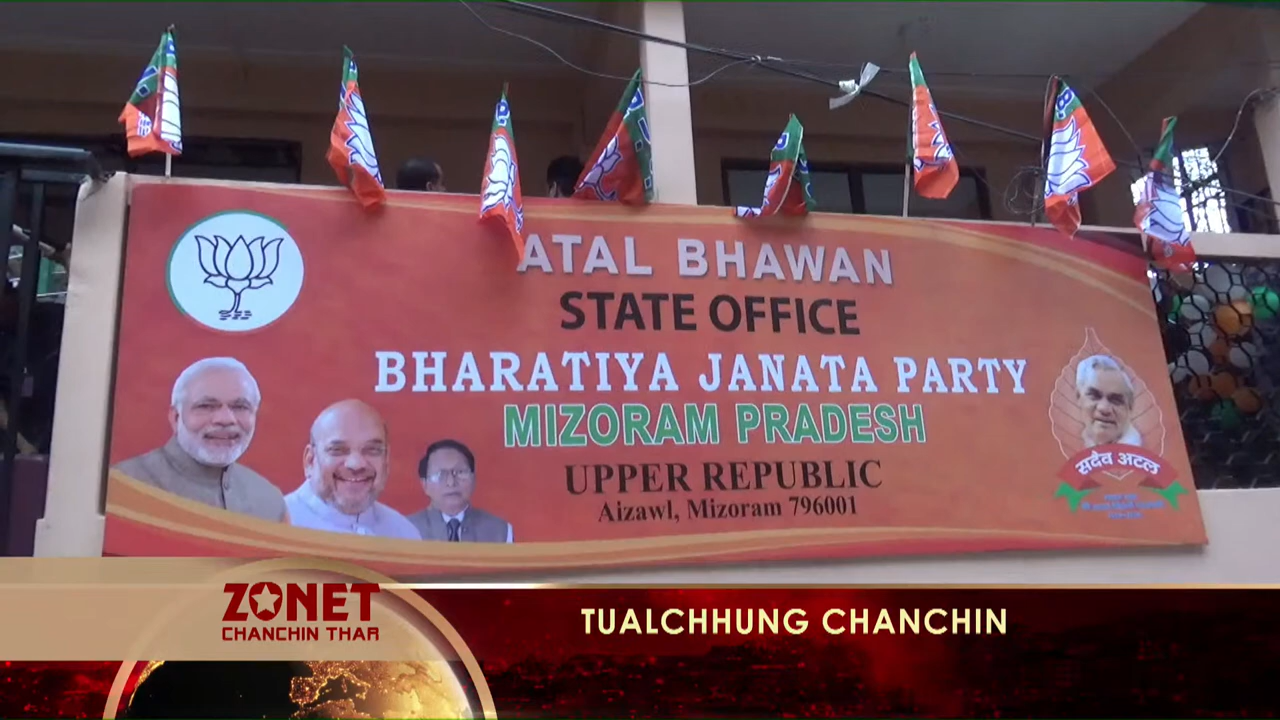 ATAL BHAWAN
STATE OFFICE
BHARATIYA JANATA PARTY
MIZORAM PRADESH
UPPER REPUBLIC
Aizawl, Mizoram 796001
सदैव अटल
ZONET
CHANCHIN THAR
TUALCHHUNG CHANCHIN